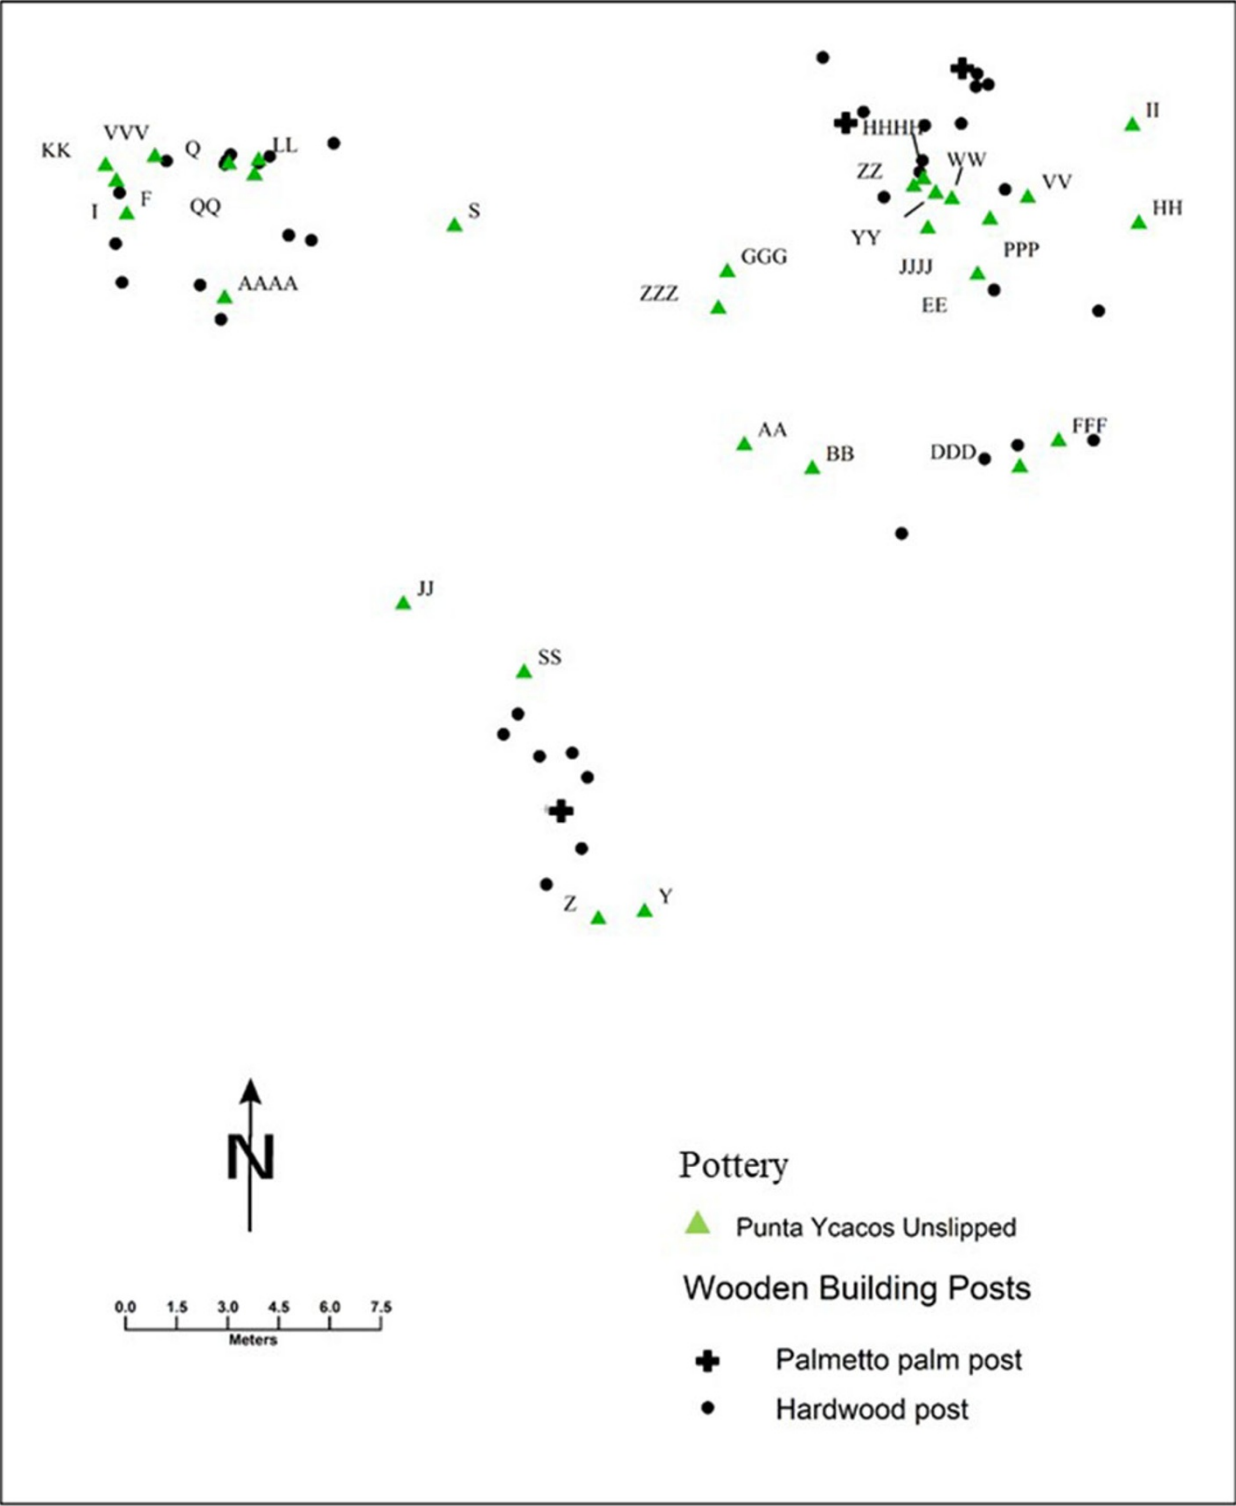 II
HHHH
VVV
Q
LL
KK
WW
ZZ
VV
F
QQ
I
S
HH
YY
PPP
GGG
JJJJ
AAAA
ZZZ
EE
FFF
AA
BB
DDD
JJ
SS
Y
Z
N
Pottery
Punta Ycacos Unslipped
Wooden Building Posts
0.0 1.5 3.0 4.5 6.0 7.5
Meters
Palmetto palm post
Hardwood post